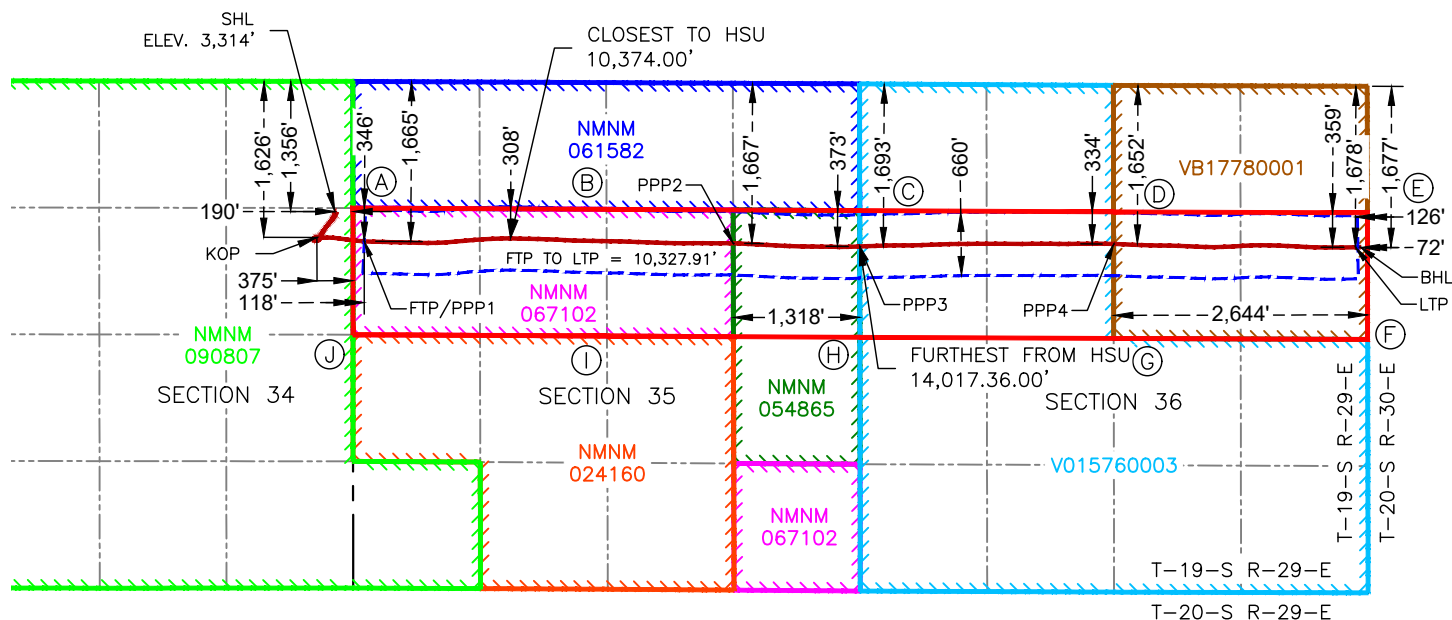 SHL
ELEV. 3,314'
CLOSEST TO HSU
10,374.00'
1,626'
1,356'
346"
1,665'
308'
NMNM
061582
1,667'
373'
1,693'
660'
334'
1,652'
VB17780001
359'
1,678'
1,677'
A
B
PPP2
C
D
E
190'
126'
KOP
72'
FTP TO LTP = 10,327.91'
BHL
375'
118'
FTP/PPP1
NMNM
067102
PPP3
PPP4
LTP
1,318'
2,644'
NMNM
090807
J
I
H
FURTHEST FROM HSU
14,017.36.00'
G
F
SECTION 34
SECTION 35
NMNM
054865
SECTION 36
NMNM
024160
V015760003
T-19-S R-29-E
T-20-S R-30-E
NMNM
067102
T-19-S R-29-E
T-20-S R-29-E